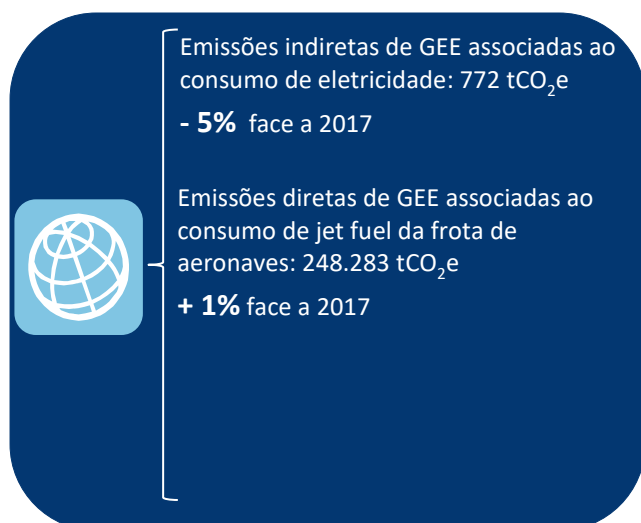 Emissões indiretas de GEE associadas ao
consumo de eletricidade: 772 tCO₂e
- 5% face a 2017
Emissões diretas de GEE associadas ao
consumo de jet fuel da frota de
aeronaves: 248.283 tCO₂e
+ 1% face a 2017